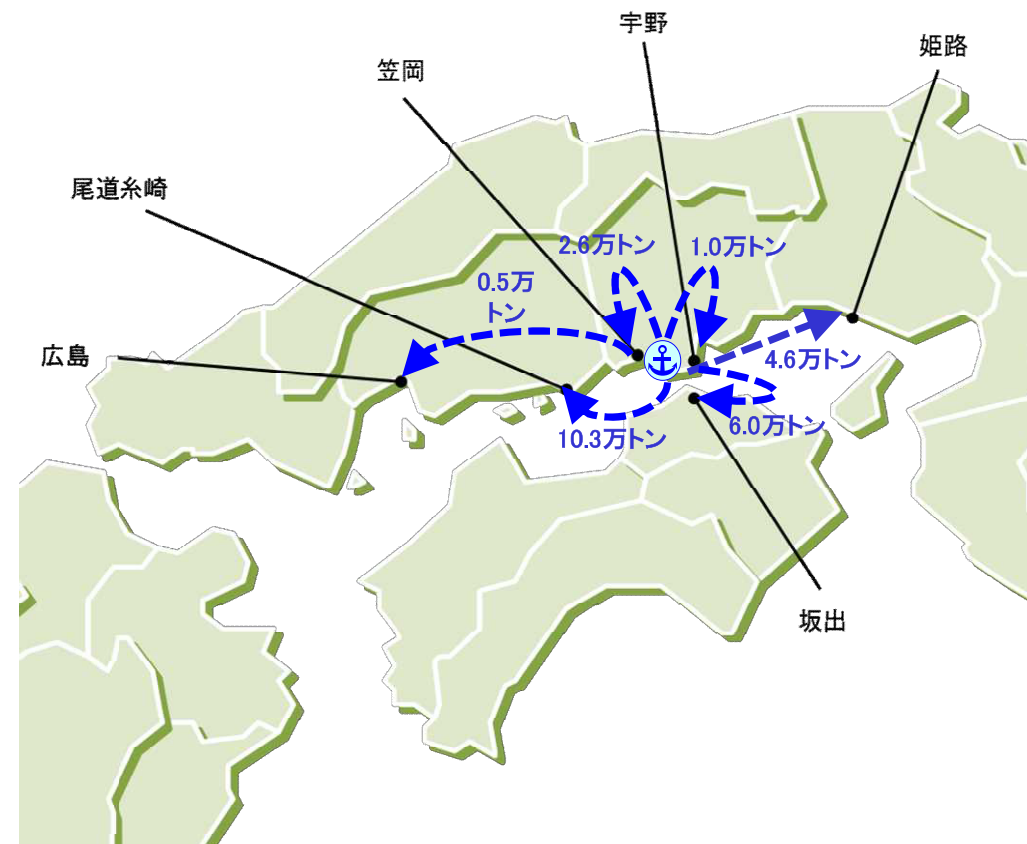 宇野
姫路
笠岡
尾道糸崎
2.6万トン
1.0万トン
0.5万
トン
広島
4.6万トン
6.0万トン
10.3万トン
坂出